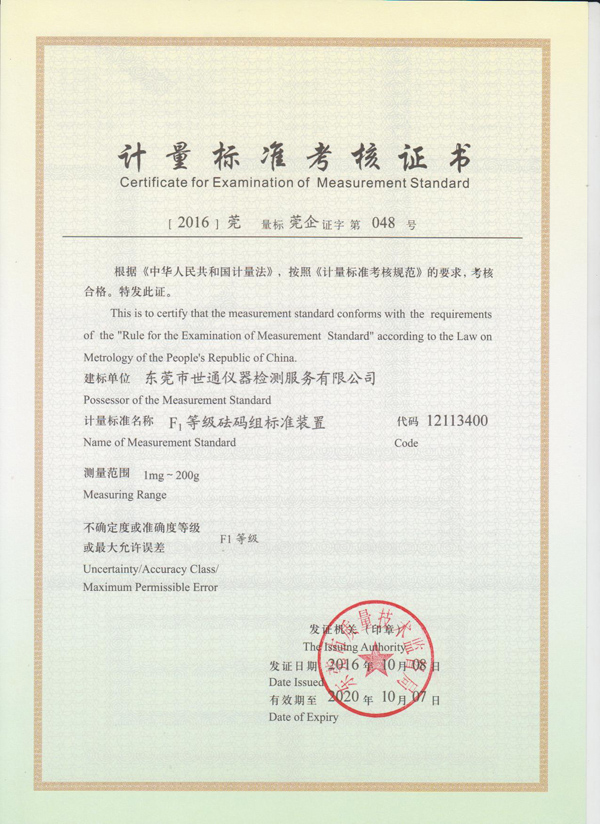 计量标准考核证书
Certificate for Examination of Measurement Standard
[ 2016 ] 莞 量标 莞企 证字 第 048 号
根据《中华人民共和国计量法》，按照《计量标准考核规范》的要求，考核
合格。特发此证。
This is to certify that the measurement standard conforms with the requirements
of the "Rule for the Examination of Measurement Standard" according to the Law on
Metrology of the People's Republic of China.
建标单位 东莞市世通仪器检测服务有限公司
Possessor of the Measurement Standard
计量标准名称 F1等级砝码组标准装置 代码 12113400
Name of Measurement Standard Code
测量范围 1mg~200g
Measuring Range
不确定度或准确度等级
或最大允许误差 F1等级
Uncertainty/Accuracy Class/
Maximum Permissible Error
发证机关（印章）
The Issuing Authority
发证日期 2016 年 10 月 08 日
Date Issued
有效期至 2020 年 10 月 07 日
Date of Expiry
东莞市质量技术监督局